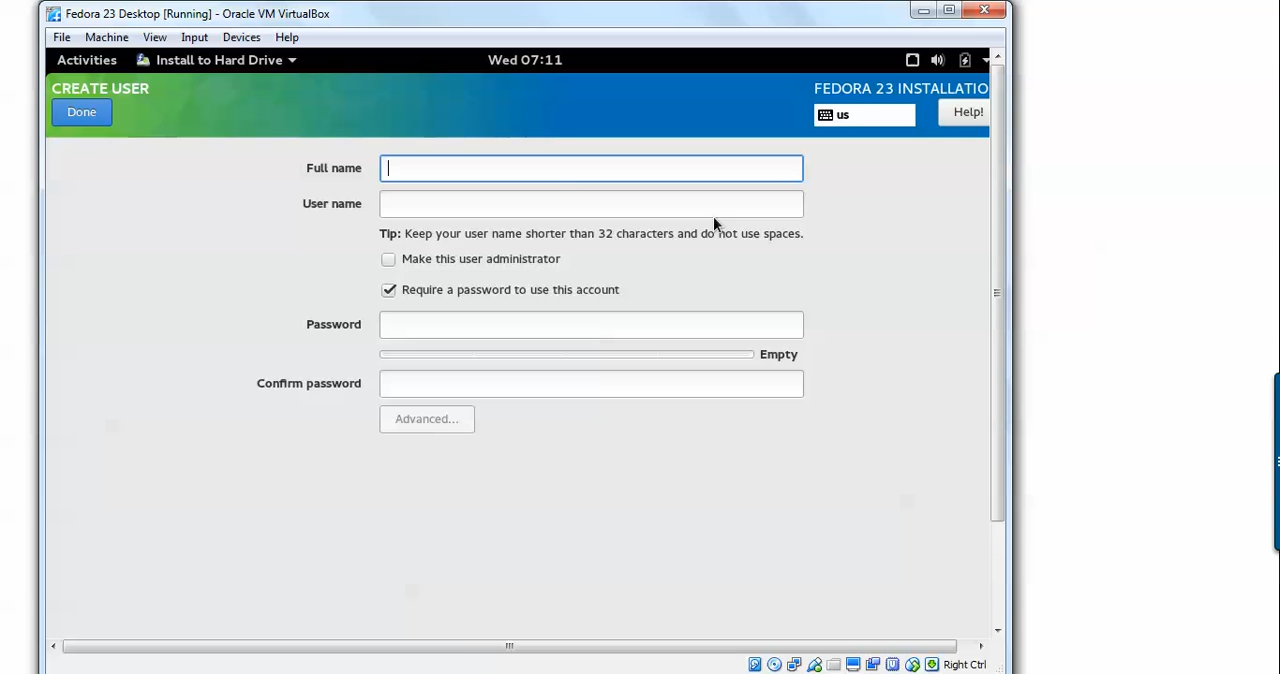 Fedora 23 Desktop [Running] - Oracle VM VirtualBox
File Machine View Input Devices Help
Activities Install to Hard Drive Wed 07:11
CREATE USER FEDORA 23 INSTALLATIO
Done us Help!
Full name
User name
Tip: Keep your user name shorter than 32 characters and do not use spaces.
Make this user administrator
Require a password to use this account
Password
Empty
Confirm password
Advanced...
Right Ctrl